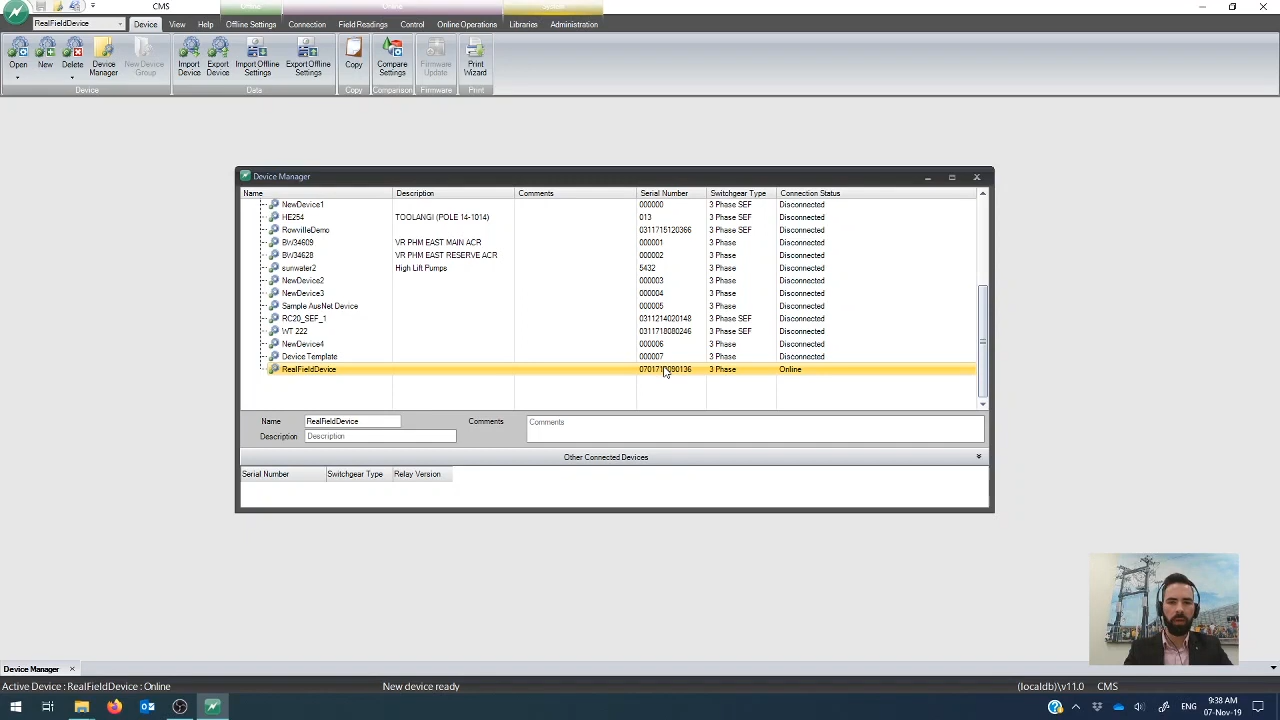 CMS
Offline
Online
System
RealFieldDevice
Device
View
Help
Offline Settings
Connection
Field Readings
Control
Online Operations
Libraries
Administration
Open
New
Delete
Device Manager
New Device Group
Import Device
Export Device
Import Offline Settings
Export Offline Settings
Copy
Compare Settings
Firmware Update
Print Wizard
Device
Data
Copy
Comparison
Firmware
Print
Device Manager
Name Description Comments Serial Number Switchgear Type Connection Status
NewDevice1 000000 3 Phase SEF Disconnected
HE254 TOOLANGI (POLE 14-1014) 013 3 Phase SEF Disconnected
RowvilleDemo 0311715120366 3 Phase SEF Disconnected
BW34609 VR PHM EAST MAIN ACR 000001 3 Phase Disconnected
BW34628 VR PHM EAST RESERVE ACR 000002 3 Phase Disconnected
sunwater2 High Lift Pumps 5432 3 Phase Disconnected
NewDevice2 000003 3 Phase Disconnected
NewDevice3 000004 3 Phase Disconnected
Sample AusNet Device 000005 3 Phase Disconnected
RC20_SEF_1 0311214020148 3 Phase SEF Disconnected
WT 222 0311718080246 3 Phase SEF Disconnected
NewDevice4 000006 3 Phase Disconnected
Device Template 000007 3 Phase Disconnected
RealFieldDevice 3 Phase Online
Name RealFieldDevice Comments Comments
Description Description
Other Connected Devices
Serial Number Switchgear Type Relay Version
Device Manager
Active Device : RealFieldDevice : Online New device ready (localdb)\v11.0 CMS
ENG
9:38 AM
07-Nov-19